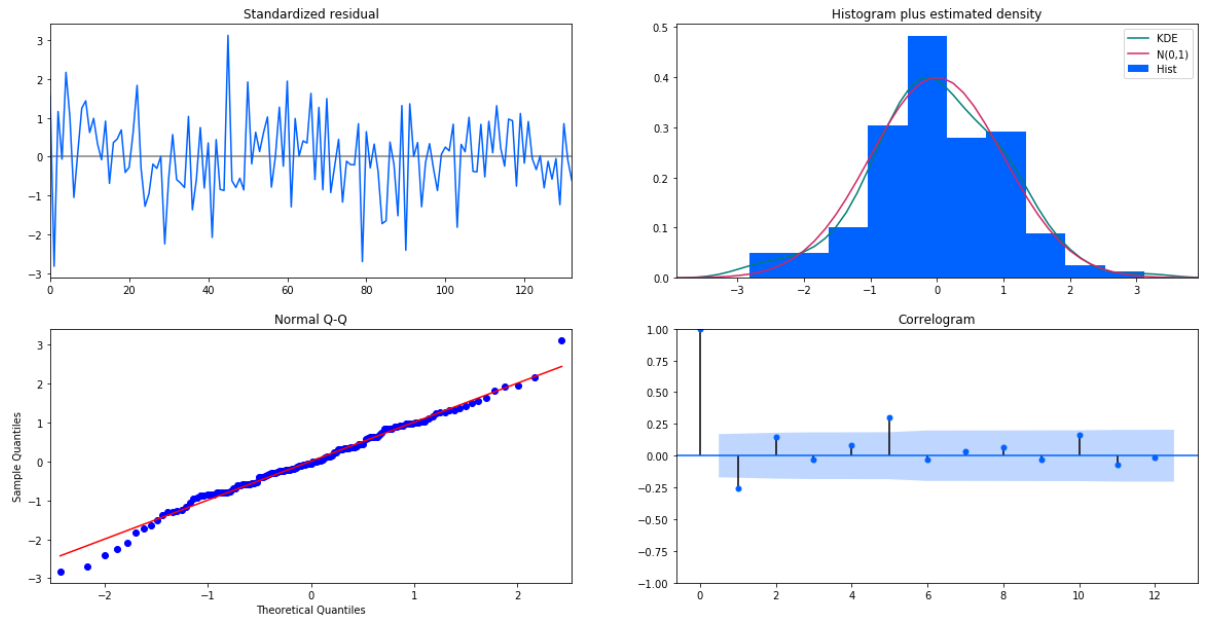 Standardized residual
3
2
1
0
−1
−2
−3
0 20 40 60 80 100 120
Histogram plus estimated density
KDE
N(0,1)
Hist
0.5
0.4
0.3
0.2
0.1
0.0
−3 −2 −1 0 1 2 3
Normal Q-Q
Sample Quantiles
3
2
1
0
−1
−2
−3
−2 −1 0 1 2
Theoretical Quantiles
Correlogram
1.00
0.75
0.50
0.25
0.00
−0.25
−0.50
−0.75
−1.00
0 2 4 6 8 10 12